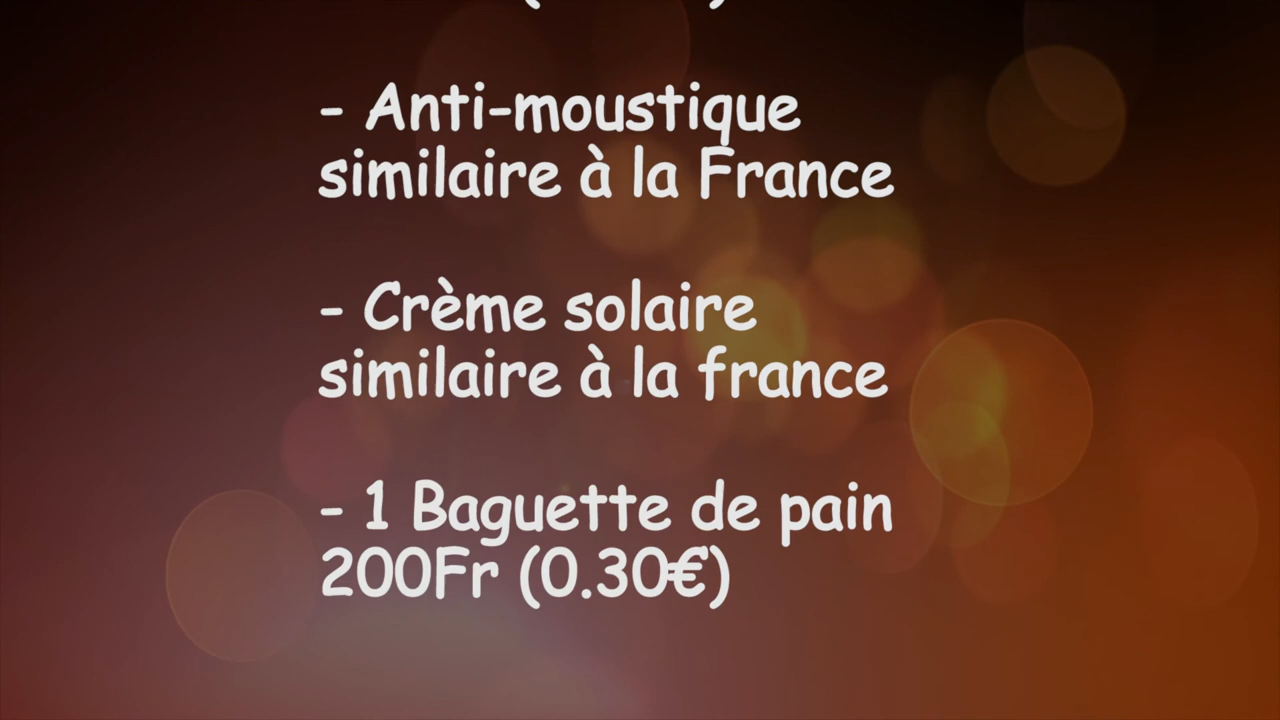 - Anti-moustique
similaire à la France
- Crème solaire
similaire à la france
- 1 Baguette de pain
200Fr (0.30€)